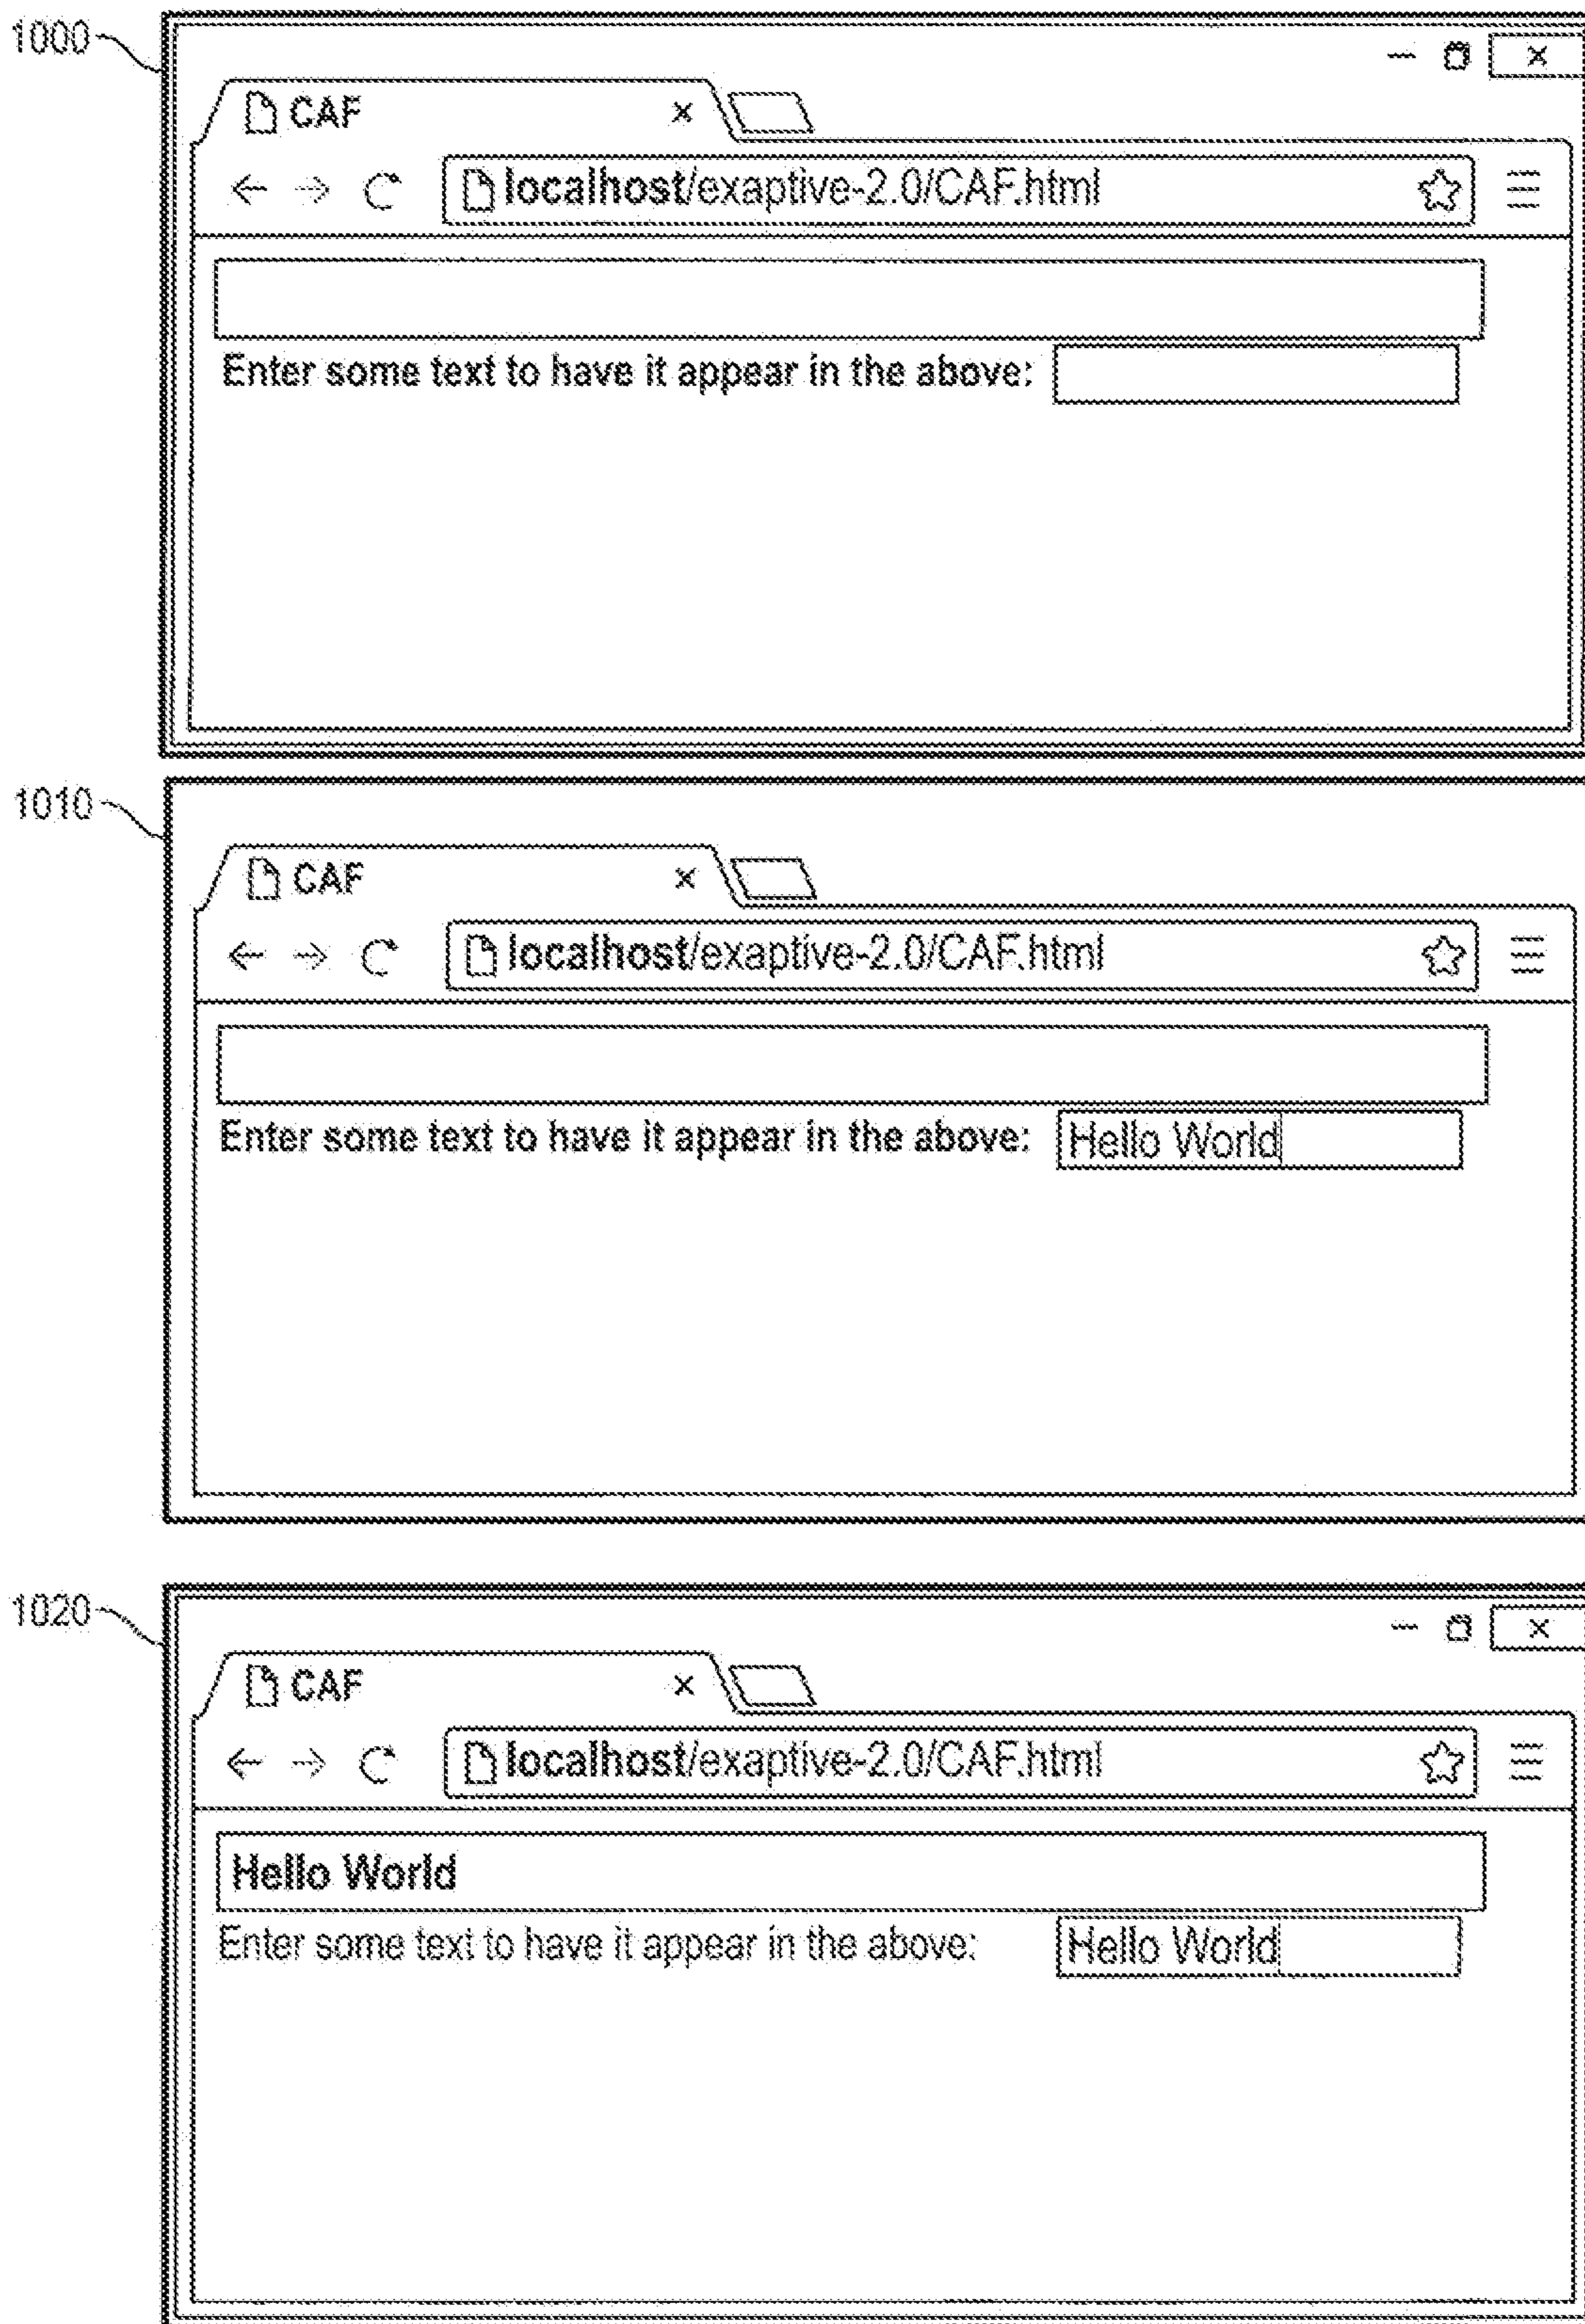 1000
CAF
localhost/exaptive-2.0/CAF.html
Enter some text to have it appear in the above:
1010
CAF
localhost/exaptive-2.0/CAF.html
Enter some text to have it appear in the above: Hello World
1020
CAF
localhost/exaptive-2.0/CAF.html
Hello World
Enter some text to have it appear in the above: Hello World